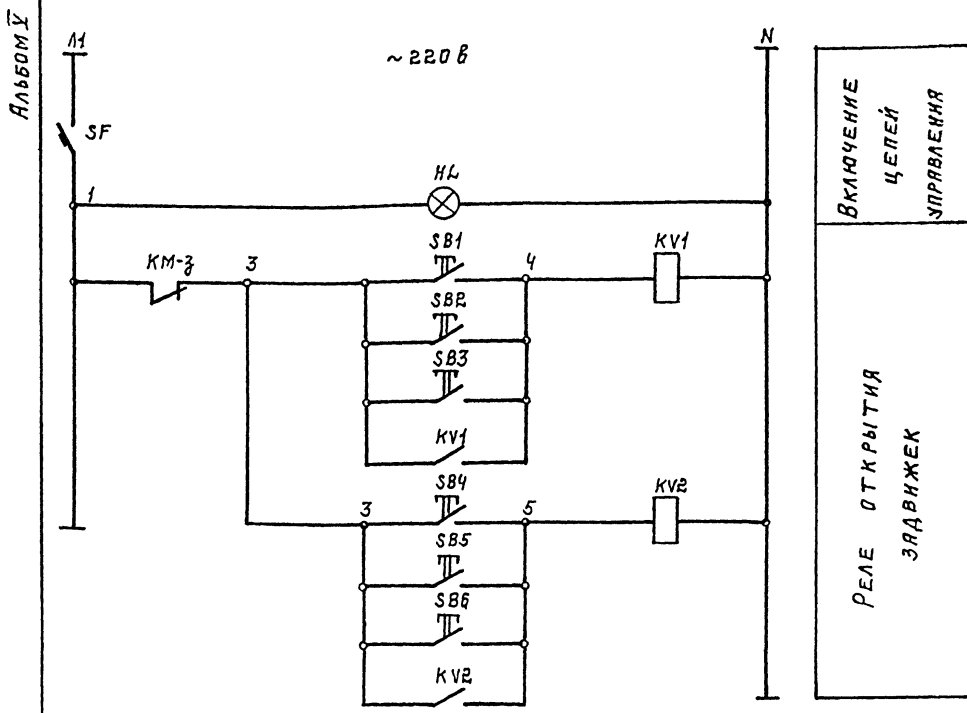 Альбом X
Л1
~ 220 В
N
SF
1
HL
SB1
КМ-3
3
4
KV1
SB2
SB3
KV1
SB4
3
5
KV2
SB5
SB6
KV2
Включение
цепей
управления
Реле открытия
задвижек